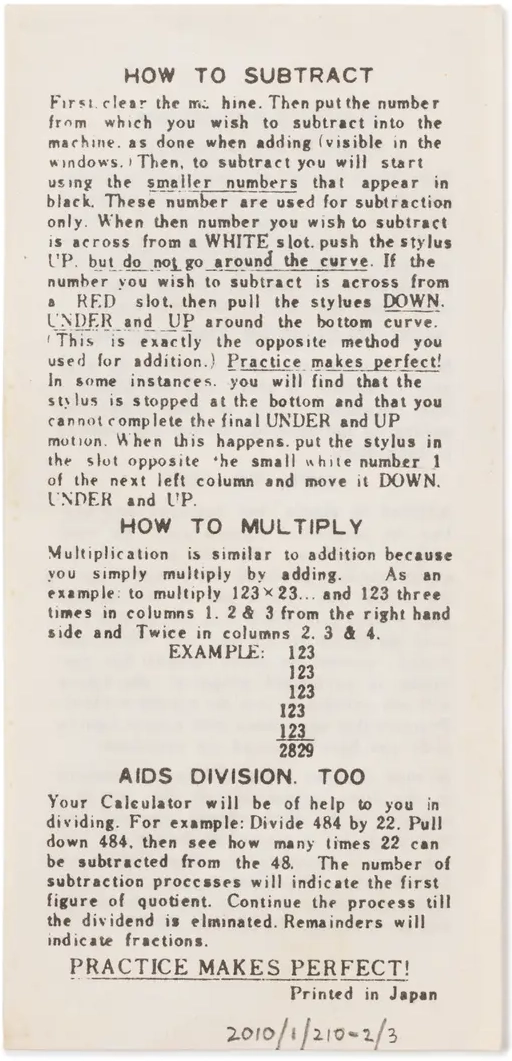 HOW TO SUBTRACT
First, clear the ma hine. Then put the number
from which you wish to subtract into the
machine, as done when adding (visible in the
windows.) Then, to subtract you will start
using the smaller numbers that appear in
black. These number are used for subtraction
only. When then number you wish to subtract
is across from a WHITE slot, push the stylus
UP, but do not go around the curve. If the
number you wish to subtract is across from
a RED slot, then pull the stylues DOWN,
UNDER and UP around the bottom curve.
(This is exactly the opposite method you
used for addition.) Practice makes perfect!
In some instances, you will find that the
stylus is stopped at the bottom and that you
cannot complete the final UNDER and UP
motion. When this happens, put the stylus in
the slot opposite the small white number 1
of the next left column and move it DOWN,
UNDER and UP.
HOW TO MULTIPLY
Multiplication is similar to addition because
you simply multiply by adding. As an
example: to multiply 123×23... and 123 three
times in columns 1, 2 & 3 from the right hand
side and Twice in columns 2, 3 & 4.
EXAMPLE: 123
123
123
123
123
2829
AIDS DIVISION, TOO
Your Calculator will be of help to you in
dividing. For example: Divide 484 by 22. Pull
down 484, then see how many times 22 can
be subtracted from the 48. The number of
subtraction processes will indicate the first
figure of quotient. Continue the process till
the dividend is elminated. Remainders will
indicate fractions.
PRACTICE MAKES PERFECT!
Printed in Japan
2010/1/210-2/3